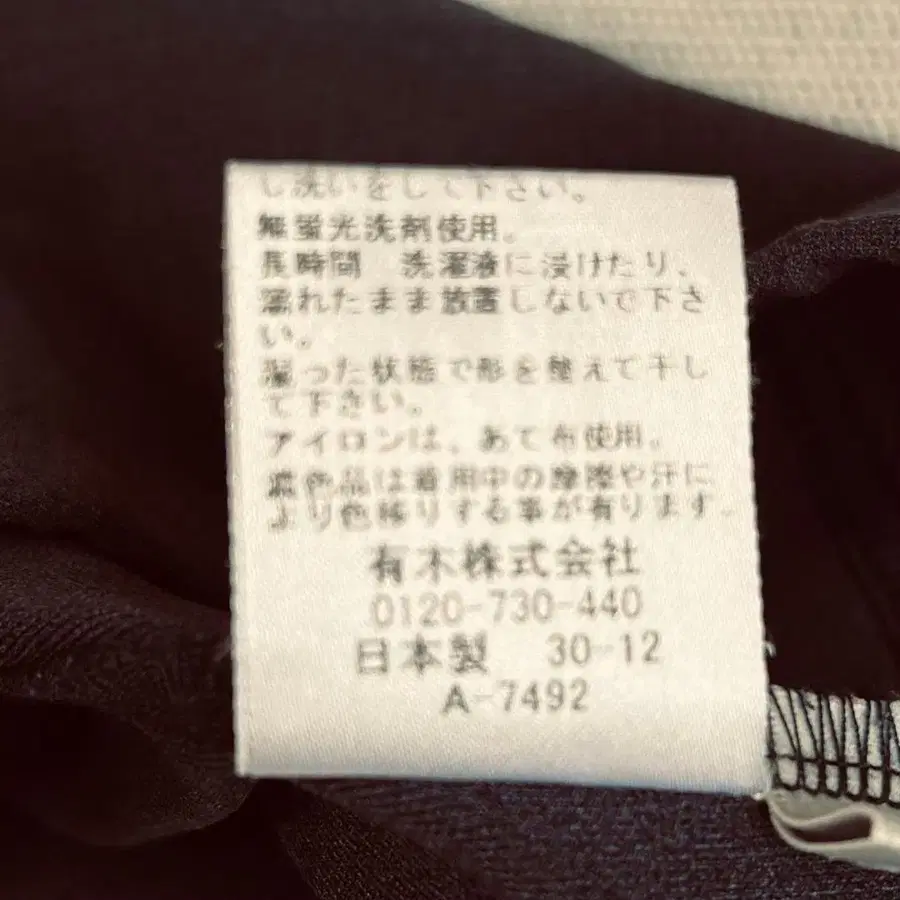 し洗いをして下さい。
無蛍光洗剤使用。
長時間　洗濯液に浸けたり、
濡れたまま放置しないで下さ
い。
湿った状態で形を整えて干し
て下さい。
アイロンは、あて布使用。
濃色品は着用中の摩擦や汗に
より色移りする事が有ります。
有木株式会社
0120-730-440
日本製　30-12
A-7492